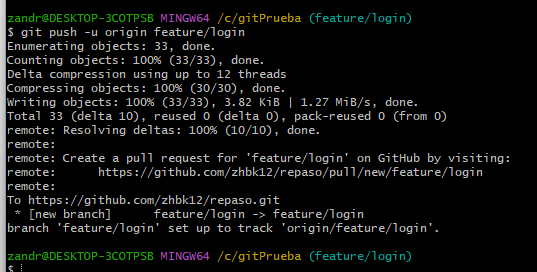 zandr@DESKTOP-3COTPSB MINGW64 /c/gitPrueba (feature/login)
$ git push -u origin feature/login
Enumerating objects: 33, done.
Counting objects: 100% (33/33), done.
Delta compression using up to 12 threads
Compressing objects: 100% (30/30), done.
Writing objects: 100% (33/33), 3.82 KiB | 1.27 MiB/s, done.
Total 33 (delta 10), reused 0 (delta 0), pack-reused 0 (from 0)
remote: Resolving deltas: 100% (10/10), done.
remote:
remote: Create a pull request for 'feature/login' on GitHub by visiting:
remote:      https://github.com/zhbk12/repaso/pull/new/feature/login
remote:
To https://github.com/zhbk12/repaso.git
 * [new branch]      feature/login -> feature/login
branch 'feature/login' set up to track 'origin/feature/login'.
zandr@DESKTOP-3COTPSB MINGW64 /c/gitPrueba (feature/login)
$